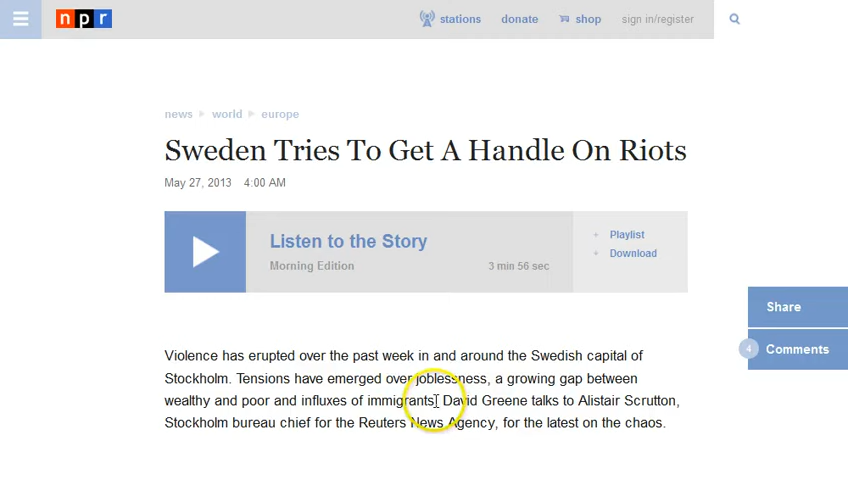 npr
stations
donate
shop
sign in/register
news
world
europe
Sweden Tries To Get A Handle On Riots
May 27, 2013 4:00 AM
Listen to the Story
Morning Edition
3 min 56 sec
Playlist
Download
Share
4 Comments
Violence has erupted over the past week in and around the Swedish capital of
Stockholm. Tensions have emerged over joblessness, a growing gap between
wealthy and poor and influxes of immigrants. David Greene talks to Alistair Scrutton,
Stockholm bureau chief for the Reuters News Agency, for the latest on the chaos.